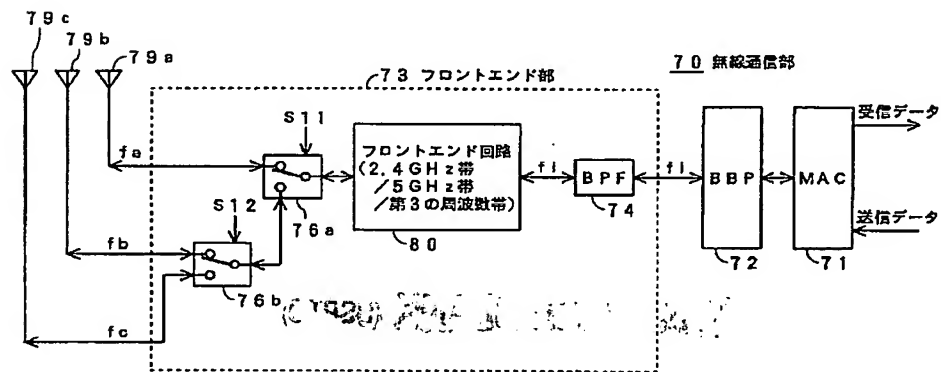 79c
79b
79a
73 フロントエンド部
70 無線通信部
受信データ
S11
fa
フロントエンド回路
(2.4GHz帯
/5GHz帯
/第3の周波数帯)
fi
BPF
fi
BBP
MAC
S12
76a
74
送信データ
fb
80
72
71
76b
fc